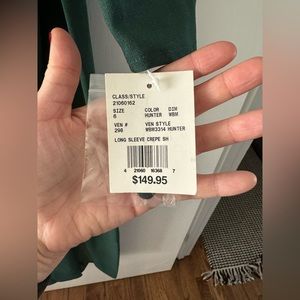 CLASS/STYLE
21060162
SIZE COLOR DIM
6 HUNTER WBM
VEN # VEN STYLE
298 WBM3314 HUNTER
LONG SLEEVE CREPE SH
4 21060 16368 7
$149.95